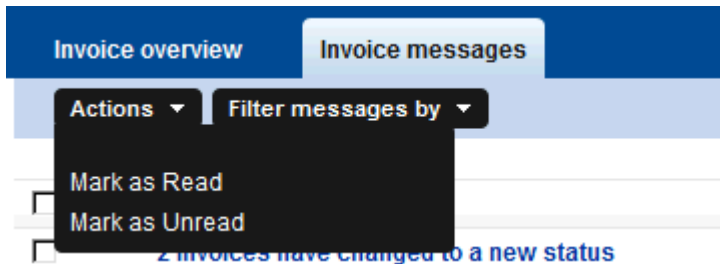 Invoice overview Invoice messages
Actions Filter messages by
Mark as Read
Mark as Unread
2 invoices have changed to a new status